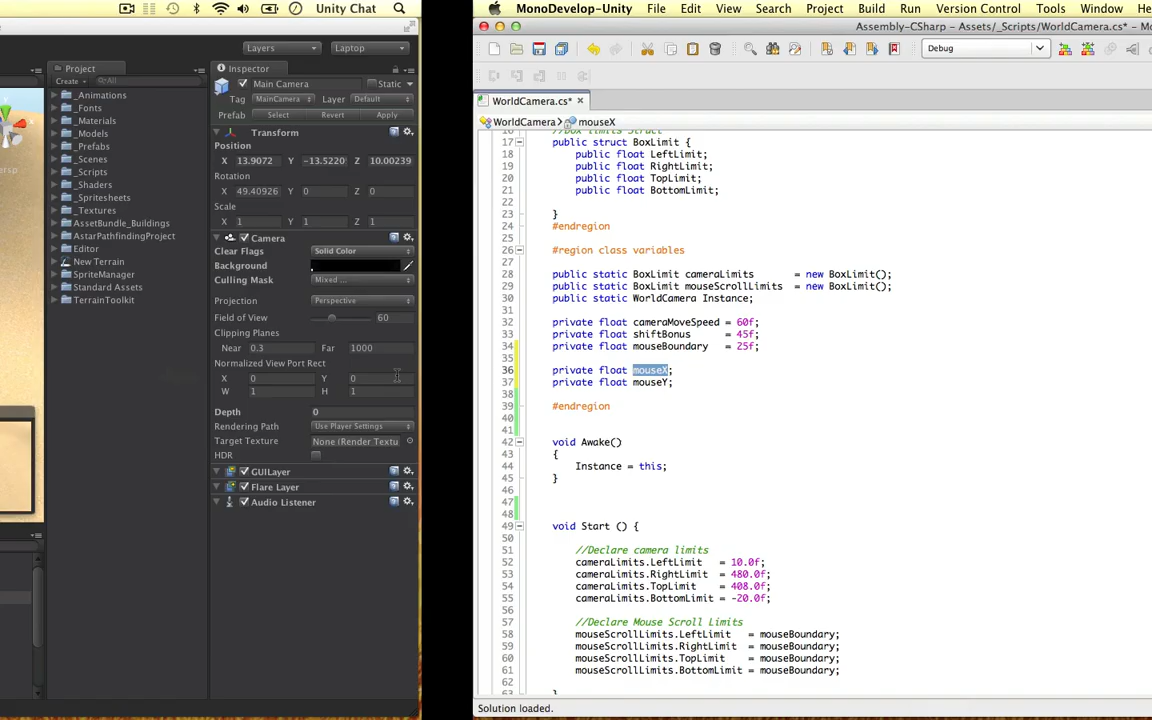 Unity Chat
MonoDevelop-Unity File Edit View Search Project Build Run Version Control Tools Window Help
Assembly-CSharp - Assets/_Scripts/WorldCamera.cs* - Mo
Layers
Laptop
Debug
Project
Create
All
_Animations
_Fonts
_Materials
_Models
_Prefabs
_Scenes
_Scripts
_Shaders
_Spritesheets
_Textures
AssetBundle_Buildings
AstarPathfindingProject
Editor
New Terrain
SpriteManager
Standard Assets
TerrainToolkit
ersp
Inspector
Main Camera
Static
Tag MainCamera Layer Default
Prefab Select Revert Apply
Transform
Position
X 13.9072 Y -13.5220 Z 10.00239
Rotation
X 49.40926 Y 0 Z 0
Scale
X 1 Y 1 Z 1
Camera
Clear Flags Solid Color
Background
Culling Mask Mixed ...
Projection Perspective
Field of View 60
Clipping Planes
Near 0.3 Far 1000
Normalized View Port Rect
X 0 Y 0
W 1 H 1
Depth 0
Rendering Path Use Player Settings
Target Texture None (Render Textu
HDR
GUILayer
Flare Layer
Audio Listener
WorldCamera.cs*
WorldCamera mouseX
16 //Box limits Struct
17 public struct BoxLimit {
18 public float LeftLimit;
19 public float RightLimit;
20 public float TopLimit;
21 public float BottomLimit;
22
23 }
24 #endregion
25
26 #region class variables
27
28 public static BoxLimit cameraLimits = new BoxLimit();
29 public static BoxLimit mouseScrollLimits = new BoxLimit();
30 public static WorldCamera Instance;
31
32 private float cameraMoveSpeed = 60f;
33 private float shiftBonus = 45f;
34 private float mouseBoundary = 25f;
35
36 private float mouseX;
37 private float mouseY;
38
39 #endregion
40
41
42 void Awake()
43 {
44 Instance = this;
45 }
46
47
48
49 void Start () {
50
51 //Declare camera limits
52 cameraLimits.LeftLimit = 10.0f;
53 cameraLimits.RightLimit = 480.0f;
54 cameraLimits.TopLimit = 408.0f;
55 cameraLimits.BottomLimit = -20.0f;
56
57 //Declare Mouse Scroll Limits
58 mouseScrollLimits.LeftLimit = mouseBoundary;
59 mouseScrollLimits.RightLimit = mouseBoundary;
60 mouseScrollLimits.TopLimit = mouseBoundary;
61 mouseScrollLimits.BottomLimit = mouseBoundary;
62
63 }
Solution loaded.